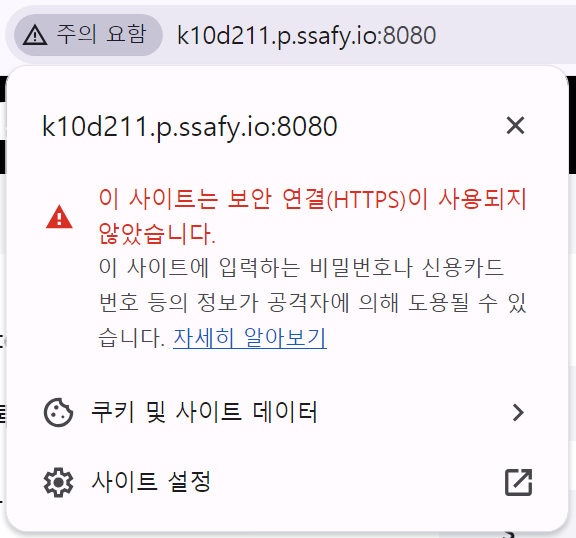 주의 요함 k10d211.p.ssafy.io:8080
k10d211.p.ssafy.io:8080
이 사이트는 보안 연결(HTTPS)이 사용되지
않았습니다.
이 사이트에 입력하는 비밀번호나 신용카드
번호 등의 정보가 공격자에 의해 도용될 수 있
습니다. 자세히 알아보기
쿠키 및 사이트 데이터
사이트 설정